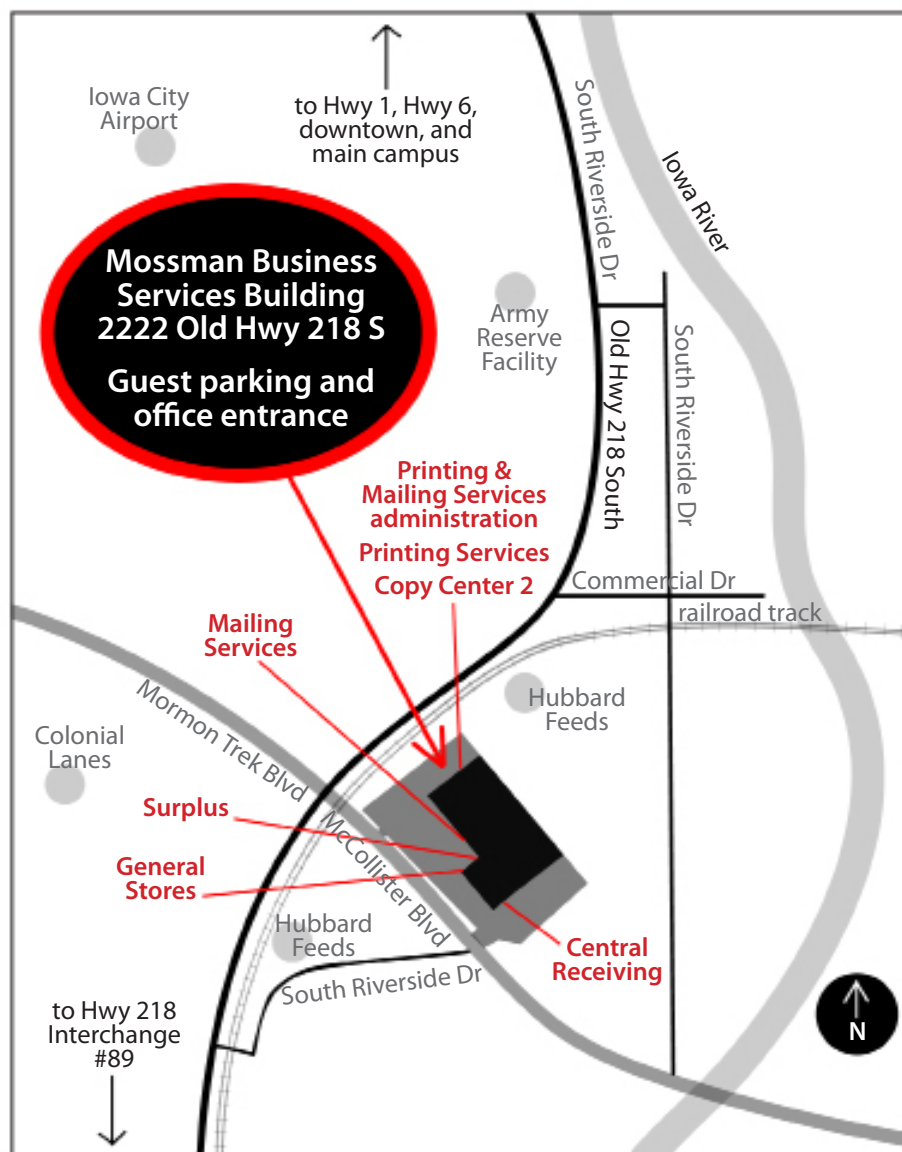 Iowa City
Airport
to Hwy 1, Hwy 6,
downtown, and
main campus
South Riverside Dr
Iowa River
Mossman Business
Services Building
2222 Old Hwy 218 S
Guest parking and
office entrance
Army
Reserve
Facility
Old Hwy 218 South
South Riverside Dr
Printing &
Mailing Services
administration
Printing Services
Copy Center 2
Commercial Dr
railroad track
Mailing
Services
Mormon Trek Blvd
Hubbard
Feeds
Colonial
Lanes
Surplus
McCollister Blvd
General
Stores
Hubbard
Feeds
South Riverside Dr
Central
Receiving
to Hwy 218
Interchange
#89
N